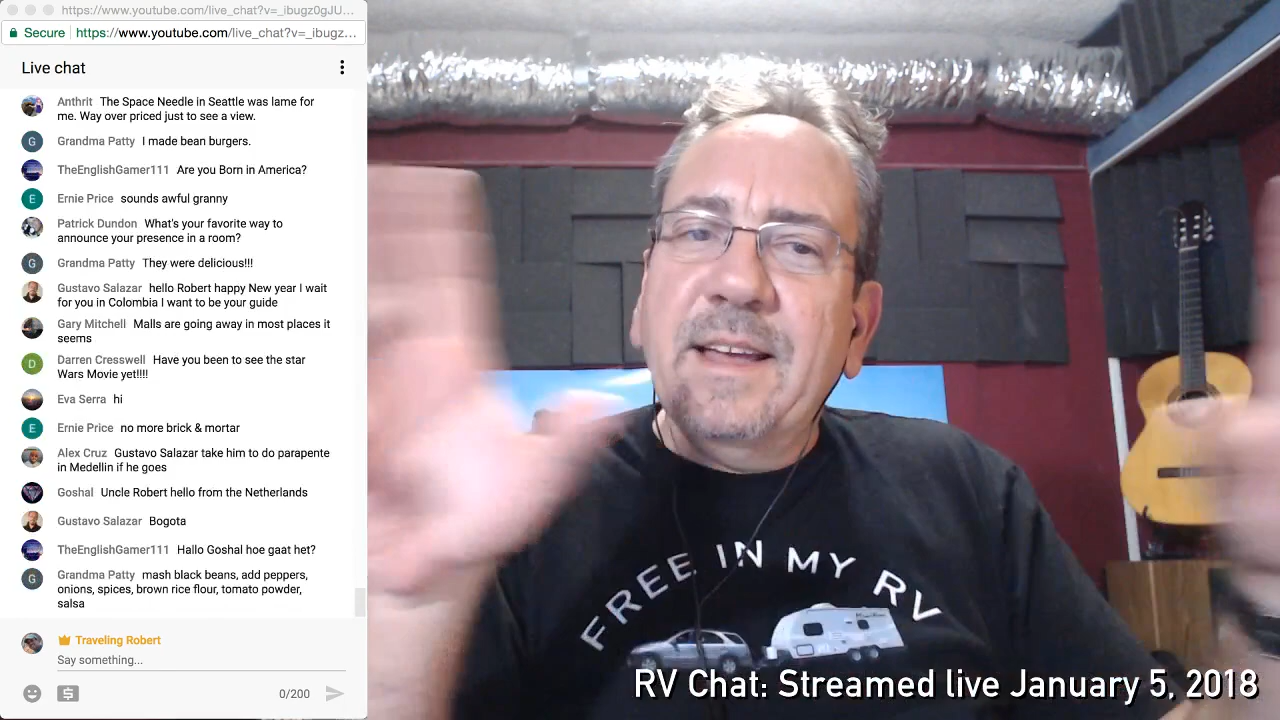 https://www.youtube.com/live_chat?v=_ibugz0gJU...
Secure https://www.youtube.com/live_chat?v=_ibugz...
Live chat
Anthrit The Space Needle in Seattle was lame for
me. Way over priced just to see a view.
G Grandma Patty I made bean burgers.
TheEnglishGamer111 Are you Born in America?
E Ernie Price sounds awful granny
Patrick Dundon What's your favorite way to
announce your presence in a room?
G Grandma Patty They were delicious!!!
Gustavo Salazar hello Robert happy New year I wait
for you in Colombia I want to be your guide
Gary Mitchell Malls are going away in most places it
seems
D Darren Cresswell Have you been to see the star
Wars Movie yet!!!!
Eva Serra hi
E Ernie Price no more brick & mortar
Alex Cruz Gustavo Salazar take him to do parapente
in Medellin if he goes
Goshal Uncle Robert hello from the Netherlands
Gustavo Salazar Bogota
TheEnglishGamer111 Hallo Goshal hoe gaat het?
G Grandma Patty mash black beans, add peppers,
onions, spices, brown rice flour, tomato powder,
salsa
Traveling Robert
Say something...
0/200
FREE IN MY RV
RV Chat: Streamed live January 5, 2018